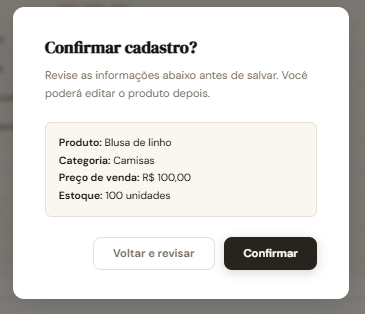 Confirmar cadastro?
Revise as informações abaixo antes de salvar. Você
poderá editar o produto depois.
Produto: Blusa de linho
Categoria: Camisas
Preço de venda: R$ 100,00
Estoque: 100 unidades
Voltar e revisar
Confirmar